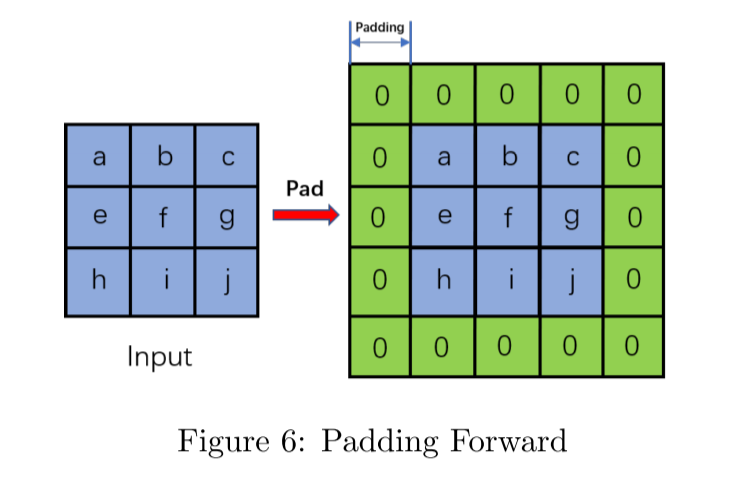 Padding
0 0 0 0 0
a b c 0 a b c 0
Pad
e f g 0 e f g 0
h i j 0 h i j 0
Input
0 0 0 0 0
Figure 6: Padding Forward